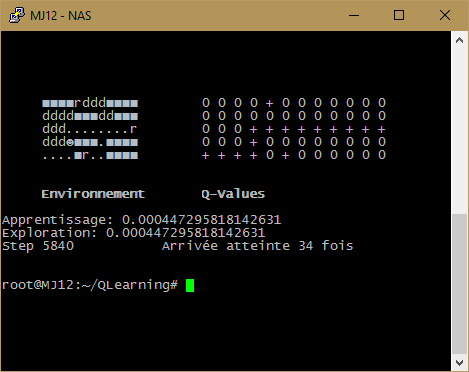 MJ12 - NAS
■■■■rddd■■■■ 0 0 0 0 + 0 0 0 0 0 0 0
dddd■■■dd■■■ 0 0 0 0 0 0 0 0 0 0 0 0
ddd........r 0 0 0 + + + + + + + + +
ddd☻■■■.■■■■ 0 0 0 + 0 0 0 0 0 0 0 0
....■r..■■■■ + + + + 0 + 0 0 0 0 0 0
Environnement Q-Values
Apprentissage: 0.000447295818142631
Exploration: 0.000447295818142631
Step 5840 Arrivée atteinte 34 fois
root@MJ12:~/QLearning#